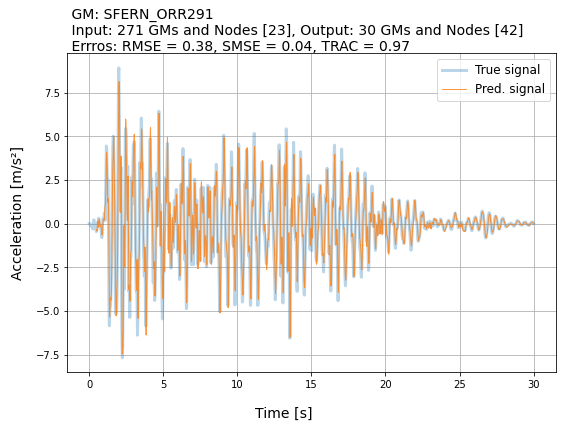 GM: SFERN_ORR291
Input: 271 GMs and Nodes [23], Output: 30 GMs and Nodes [42]
Errros: RMSE = 0.38, SMSE = 0.04, TRAC = 0.97
True signal
Pred. signal
Acceleration [m/s²]
7.5
5.0
2.5
0.0
−2.5
−5.0
−7.5
0 5 10 15 20 25 30
Time [s]